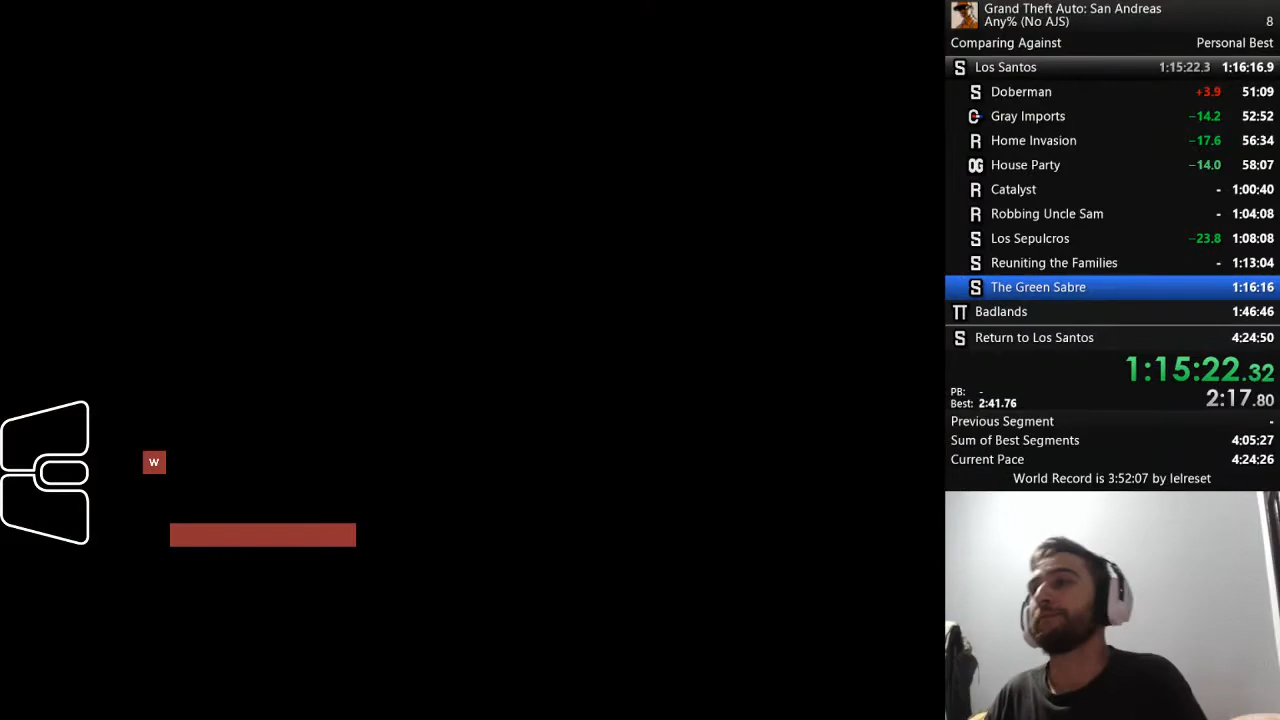 Grand Theft Auto: San Andreas
Any% (No AJS) 8
Comparing Against Personal Best
S Los Santos 1:15:22.3 1:16:16.9
S Doberman +3.9 51:09
C Gray Imports −14.2 52:52
R Home Invasion −17.6 56:34
OG House Party −14.0 58:07
R Catalyst - 1:00:40
R Robbing Uncle Sam - 1:04:08
S Los Sepulcros −23.8 1:08:08
S Reuniting the Families - 1:13:04
S The Green Sabre 1:16:16
TT Badlands 1:46:46
S Return to Los Santos 4:24:50
1:15:22.32
PB: -
Best: 2:41.76 2:17.80
Previous Segment -
Sum of Best Segments 4:05:27
Current Pace 4:24:26
World Record is 3:52:07 by lelreset
W